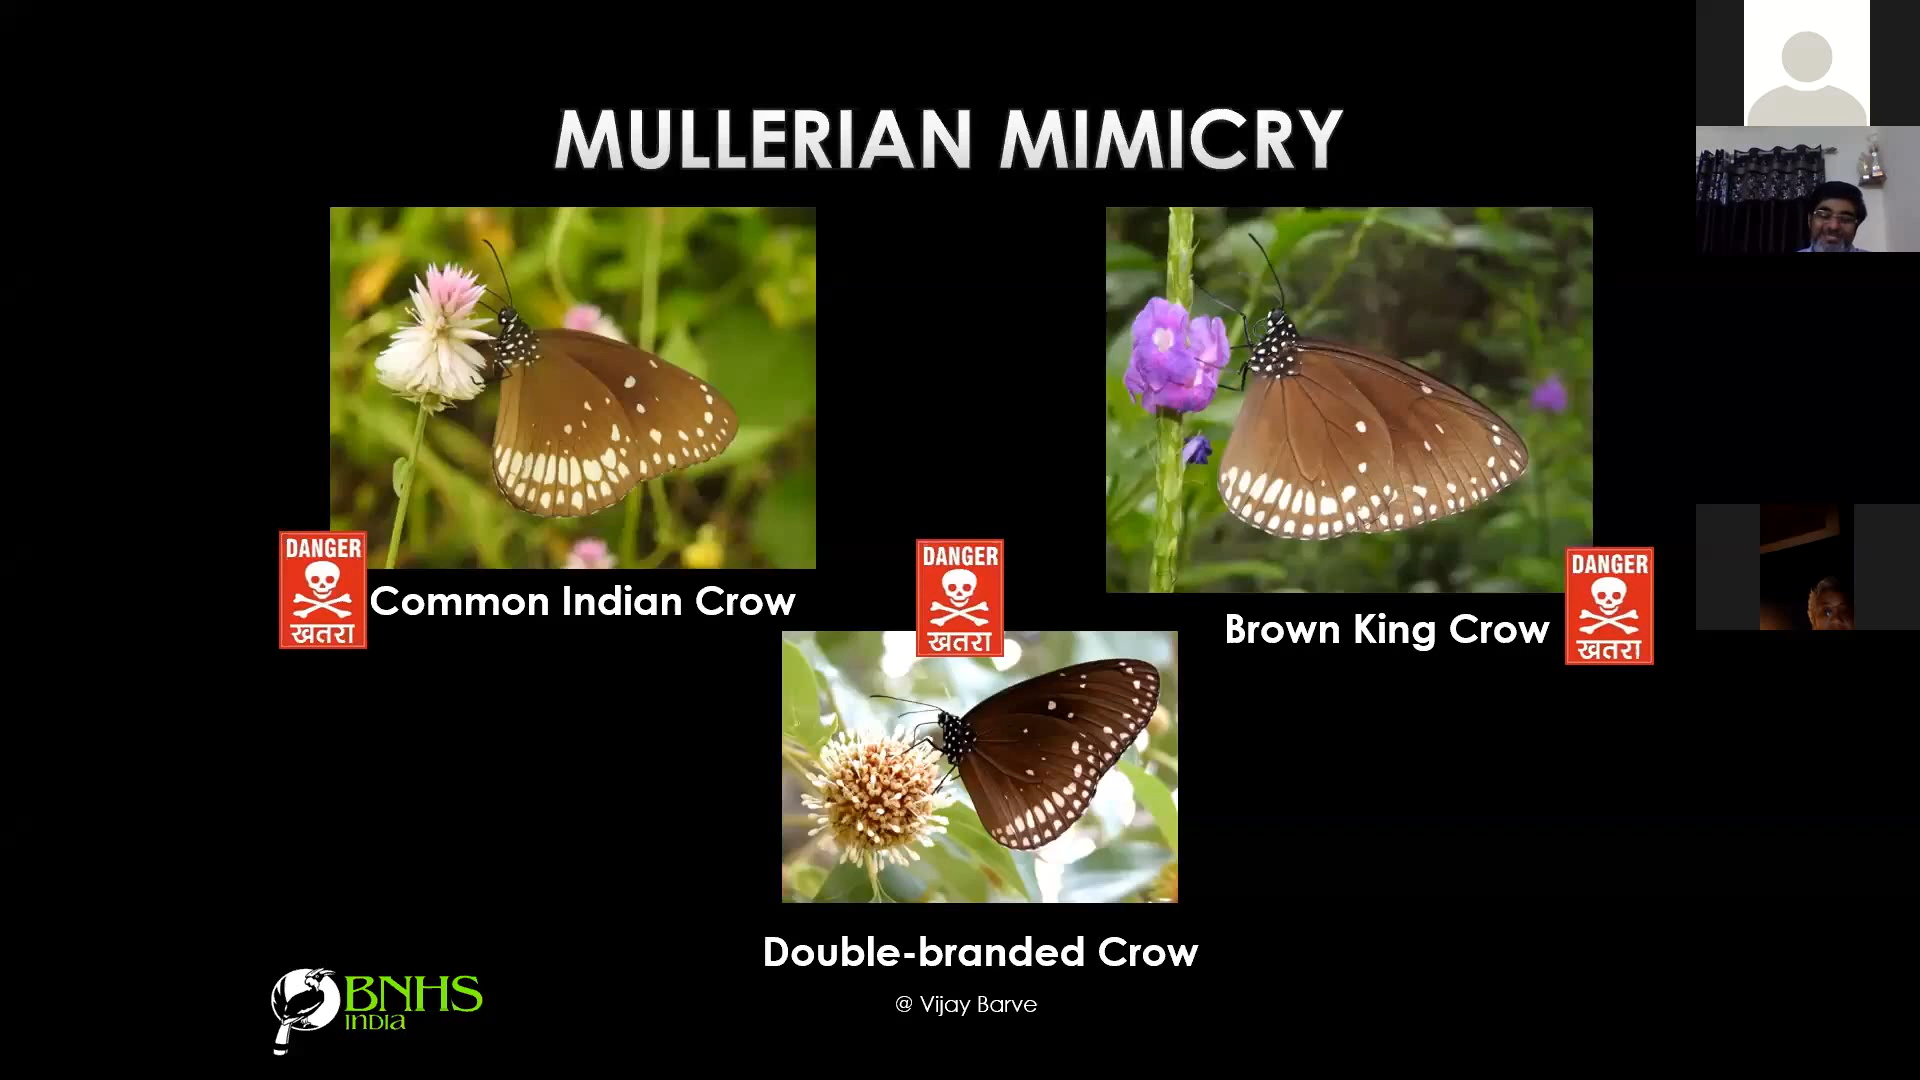 MULLERIAN MIMICRY
DANGER
खतरा
Common Indian Crow
DANGER
खतरा
Brown King Crow
DANGER
खतरा
Double-branded Crow
@ Vijay Barve
BNHS
INDIA